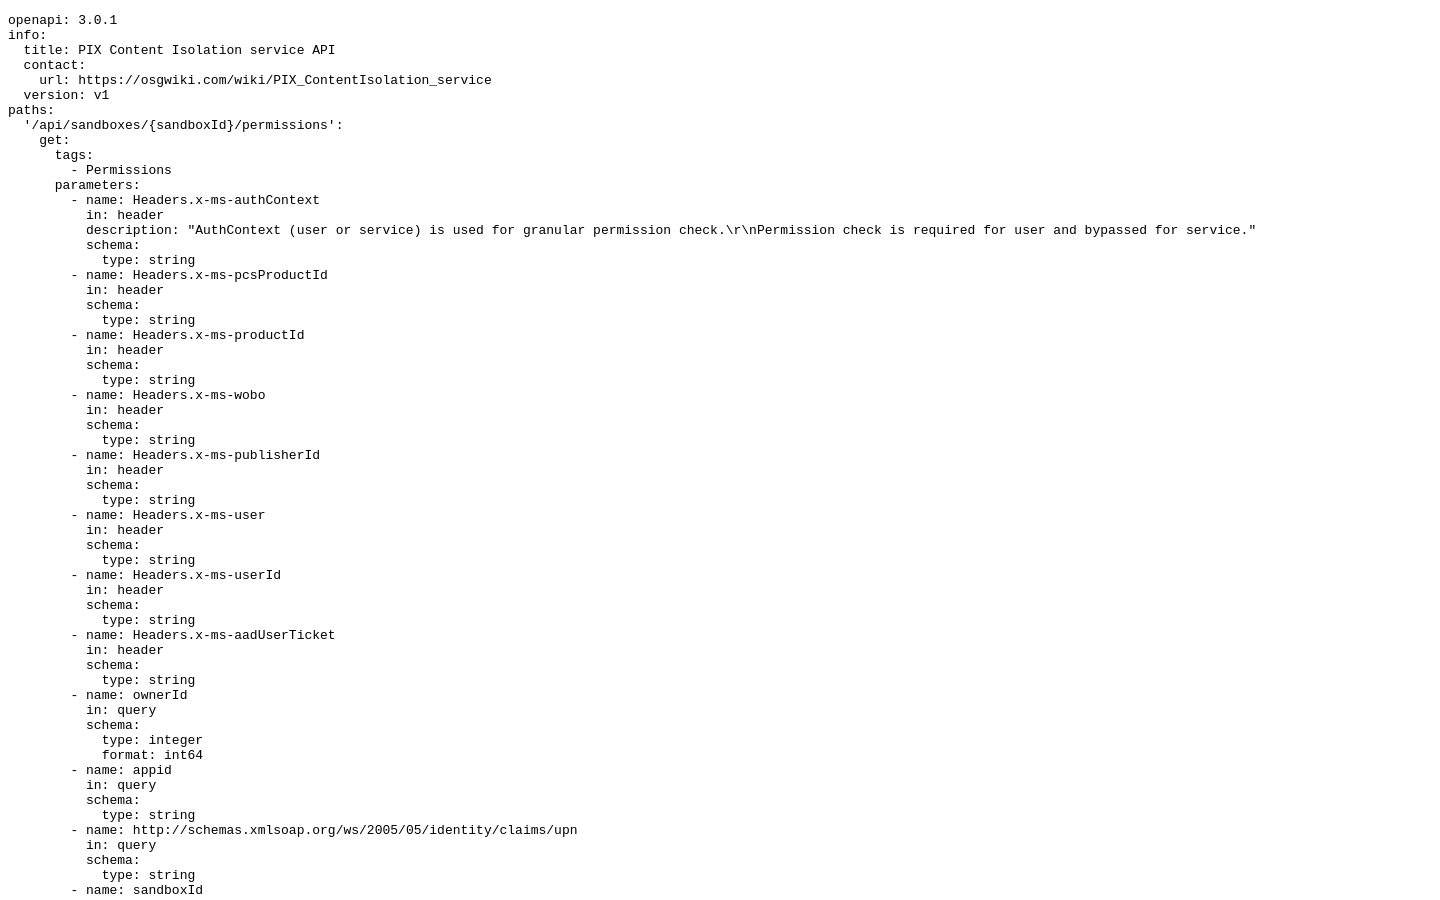 openapi: 3.0.1
info:
  title: PIX Content Isolation service API
  contact:
    url: https://osgwiki.com/wiki/PIX_ContentIsolation_service
  version: v1
paths:
  '/api/sandboxes/{sandboxId}/permissions':
    get:
      tags:
        - Permissions
      parameters:
        - name: Headers.x-ms-authContext
          in: header
          description: "AuthContext (user or service) is used for granular permission check.\r\nPermission check is required for user and bypassed for service."
          schema:
            type: string
        - name: Headers.x-ms-pcsProductId
          in: header
          schema:
            type: string
        - name: Headers.x-ms-productId
          in: header
          schema:
            type: string
        - name: Headers.x-ms-wobo
          in: header
          schema:
            type: string
        - name: Headers.x-ms-publisherId
          in: header
          schema:
            type: string
        - name: Headers.x-ms-user
          in: header
          schema:
            type: string
        - name: Headers.x-ms-userId
          in: header
          schema:
            type: string
        - name: Headers.x-ms-aadUserTicket
          in: header
          schema:
            type: string
        - name: ownerId
          in: query
          schema:
            type: integer
            format: int64
        - name: appid
          in: query
          schema:
            type: string
        - name: http://schemas.xmlsoap.org/ws/2005/05/identity/claims/upn
          in: query
          schema:
            type: string
        - name: sandboxId